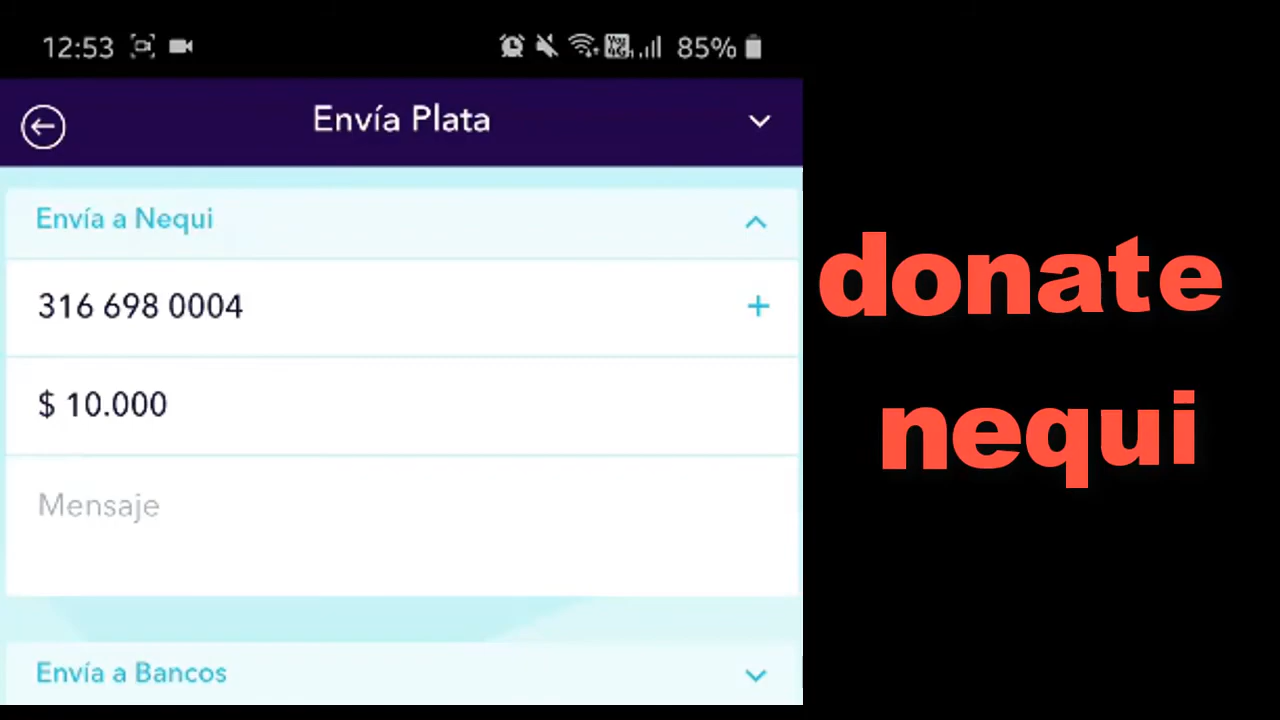 12:53 85%
Envía Plata
Envía a Nequi
316 698 0004
$ 10.000
Mensaje
Envía a Bancos
donate
nequi